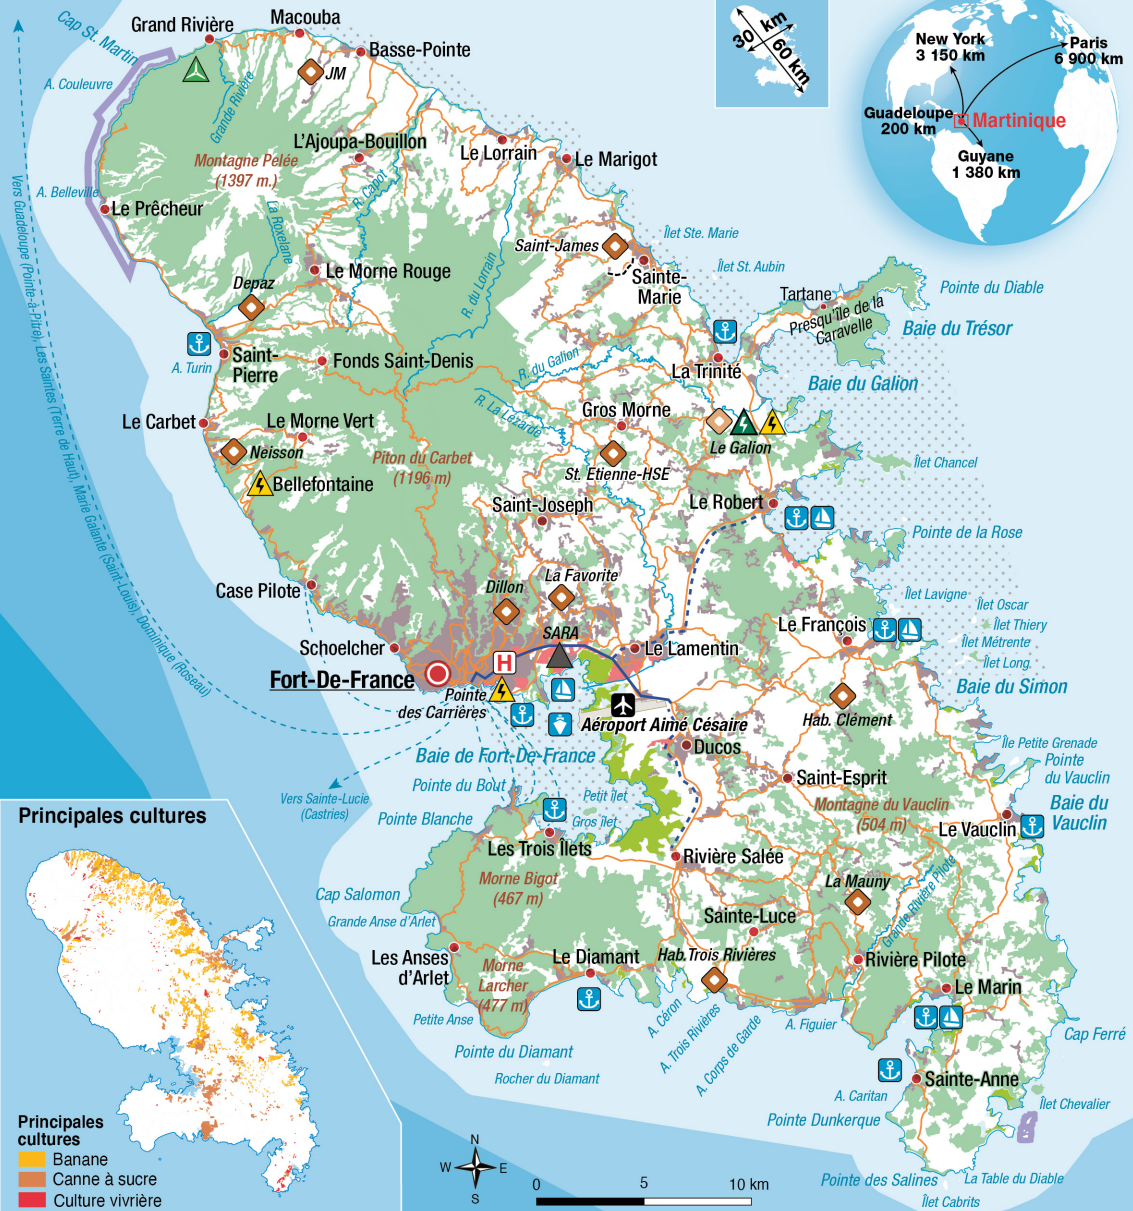 Cap St. Martin
Grand Rivière
Macouba
Basse-Pointe
A. Couleuvre
Grande Rivière
JM
L'Ajoupa-Bouillon
Le Lorrain
Le Marigot
Montagne Pelée
(1397 m.)
A. Belleville
Le Prêcheur
R. Capot
La Roxelane
Le Morne Rouge
R. du Lorrain
Saint-James
Îlet Ste. Marie
Sainte-
Marie
Îlet St. Aubin
Depaz
Tartane
Presqu'île de la
Caravelle
Pointe du Diable
Baie du Trésor
A. Turin
Saint-
Pierre
Fonds Saint-Denis
R. du Galion
La Trinité
Baie du Galion
R. La Lézarde
Le Carbet
Le Morne Vert
Gros Morne
Le Galion
Neisson
Bellefontaine
Piton du Carbet
(1196 m)
St. Etienne-HSE
Îlet Chancel
Saint-Joseph
Le Robert
Pointe de la Rose
Case Pilote
Dillon
La Favorite
Îlet Lavigne
Îlet Oscar
Îlet Thiery
Îlet Métrente
Îlet Long
Le François
SARA
Schoelcher
H
Le Lamentin
Fort-De-France
Pointe
des Carrières
Baie du Simon
Hab. Clément
Aéroport Aimé Césaire
Ducos
Île Petite Grenade
Pointe
du Vauclin
Baie de Fort-De-France
Pointe du Bout
Petit îlet
Gros îlet
Saint-Esprit
Montagne du Vauclin
(504 m)
Baie du
Vauclin
Le Vauclin
Vers Guadeloupe (Pointe-à-Pitre), Les Saintes (Terre de Haut), Marie Galante (Saint-Louis), Dominique (Roseau)
Vers Sainte-Lucie
(Castries)
Pointe Blanche
Les Trois Îlets
Rivière Salée
Morne Bigot
(467 m)
Cap Salomon
Grande Anse d'Arlet
La Mauny
Grande Rivière Pilote
Sainte-Luce
Les Anses
d'Arlet
Morne
Larcher
(477 m)
Le Diamant
Hab. Trois Rivières
Rivière Pilote
Le Marin
Petite Anse
A. Céron
A. Trois Rivières
A. Corps de Garde
A. Figuier
Cap Ferré
Pointe du Diamant
Rocher du Diamant
Sainte-Anne
A. Caritan
Îlet Chevalier
Pointe Dunkerque
Pointe des Salines
La Table du Diable
Îlet Cabrits
30 km
60 km
New York
3 150 km
Paris
6 900 km
Guadeloupe
200 km
Martinique
Guyane
1 380 km
Principales cultures
Principales
cultures
Banane
Canne à sucre
Culture vivrière
N
W E
S
0 5 10 km